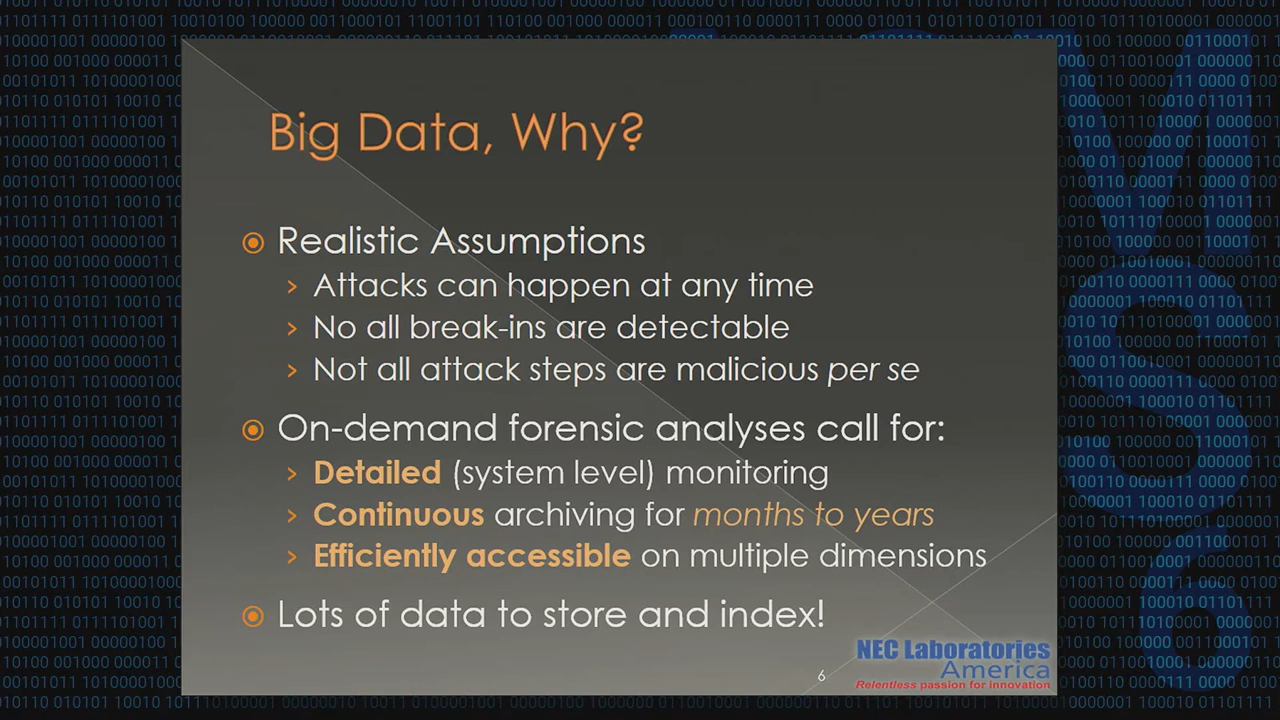 Big Data, Why?
Realistic Assumptions
Attacks can happen at any time
No all break-ins are detectable
Not all attack steps are malicious per se
On-demand forensic analyses call for:
Detailed (system level) monitoring
Continuous archiving for months to years
Efficiently accessible on multiple dimensions
Lots of data to store and index!
NEC Laboratories
America
Relentless passion for innovation
6